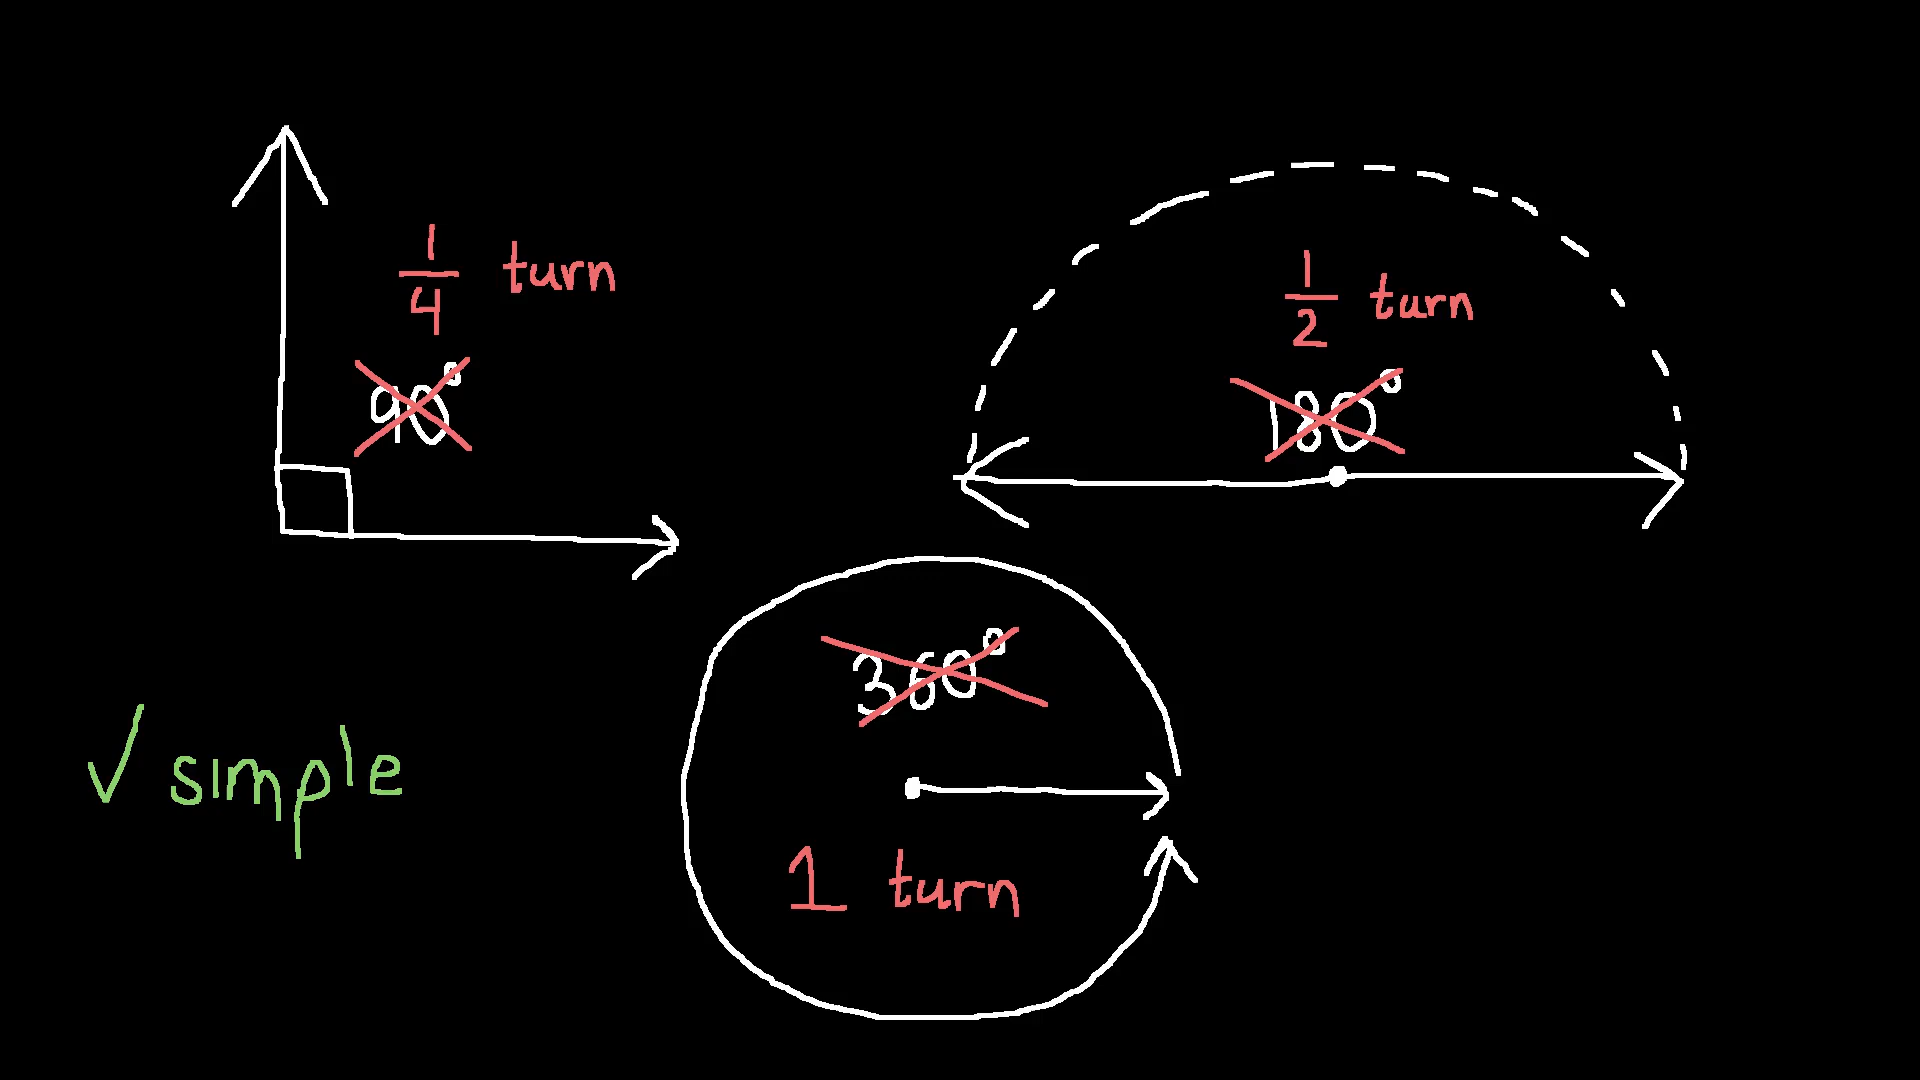 1/4 turn
90°
1/2 turn
180°
360°
1 turn
✓ simple